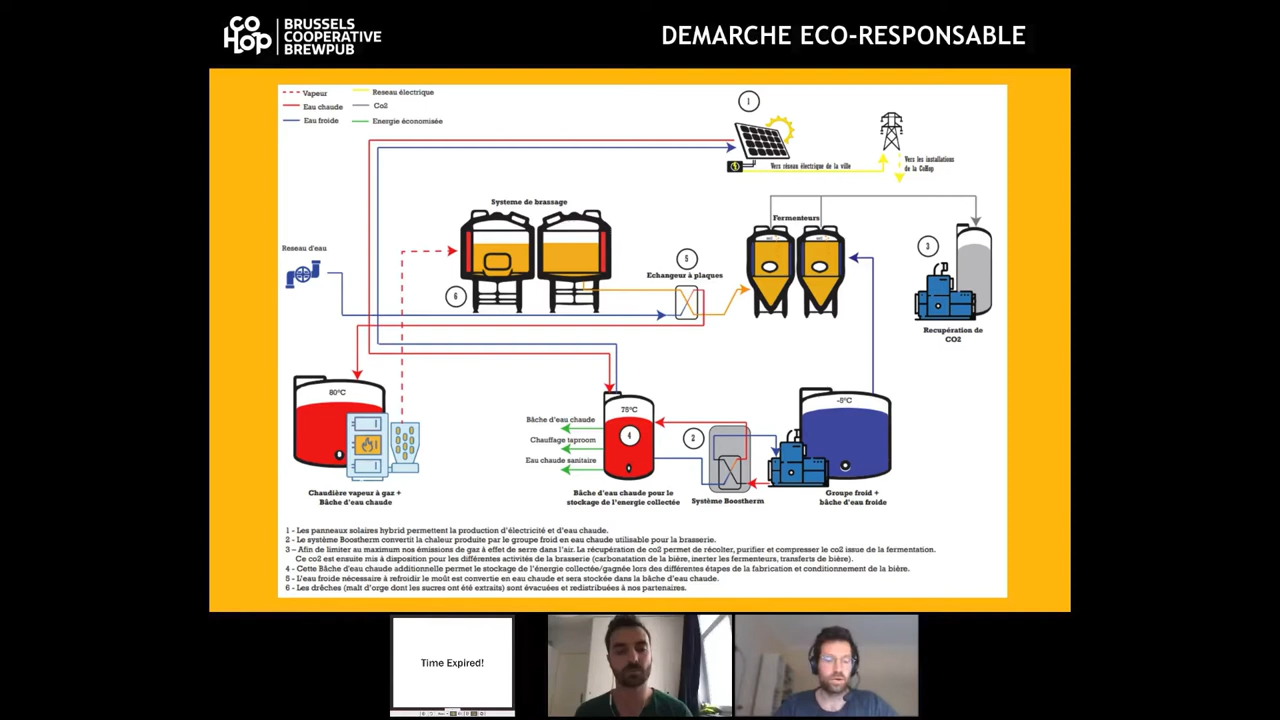 CO
HOP
BRUSSELS
COOPERATIVE
BREWPUB
DEMARCHE ECO-RESPONSABLE
Vapeur
Reseau électrique
Eau chaude
Co2
Eau froide
Energie économisée
1
Vers réseau électrique de la ville
Vers les installations
de la CoHop
Systeme de brassage
Fermenteurs
Reseau d'eau
3
5
Echangeur à plaques
6
Recupération de
CO2
80°C
75°C
-5°C
Bâche d'eau chaude
Chauffage taproom
Eau chaude sanitaire
4
2
Chaudière vapeur à gaz +
Bâche d'eau chaude
Bâche d'eau chaude pour le
stockage de l'energie collectée
Système Boostherm
Groupe froid +
bâche d'eau froide
1 - Les panneaux solaires hybrid permettent la production d'électricité et d'eau chaude.
2 - Le système Boostherm convertit la chaleur produite par le groupe froid en eau chaude utilisable pour la brasserie.
3 – Afin de limiter au maximum nos émissions de gaz à effet de serre dans l'air. La récupération de co2 permet de récolter, purifier et compresser le co2 issue de la fermentation.
Ce co2 est ensuite mis à disposition pour les différentes activités de la brasserie (carbonatation de la bière, inerter les fermenteurs, transferts de bière).
4 - Cette Bâche d'eau chaude additionnelle permet le stockage de l'énergie collectée/gagnée lors des différentes étapes de la fabrication et conditionnement de la bière.
5 - L'eau froide nécessaire à refroidir le moût est convertie en eau chaude et sera stockée dans la bâche d'eau chaude.
6 - Les drêches (malt d'orge dont les sucres ont été extraits) sont évacuées et redistribuées à nos partenaires.
Time Expired!